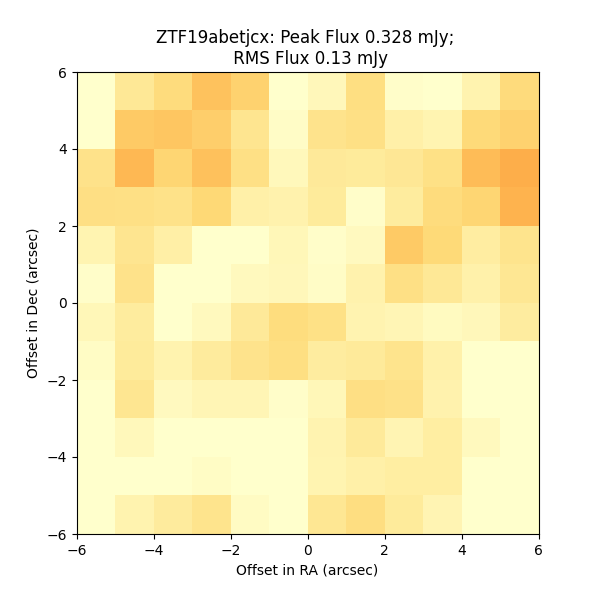 ZTF19abetjcx: Peak Flux 0.328 mJy;
RMS Flux 0.13 mJy
6
4
2
0
−2
−4
−6
Offset in Dec (arcsec)
−6 −4 −2 0 2 4 6
Offset in RA (arcsec)